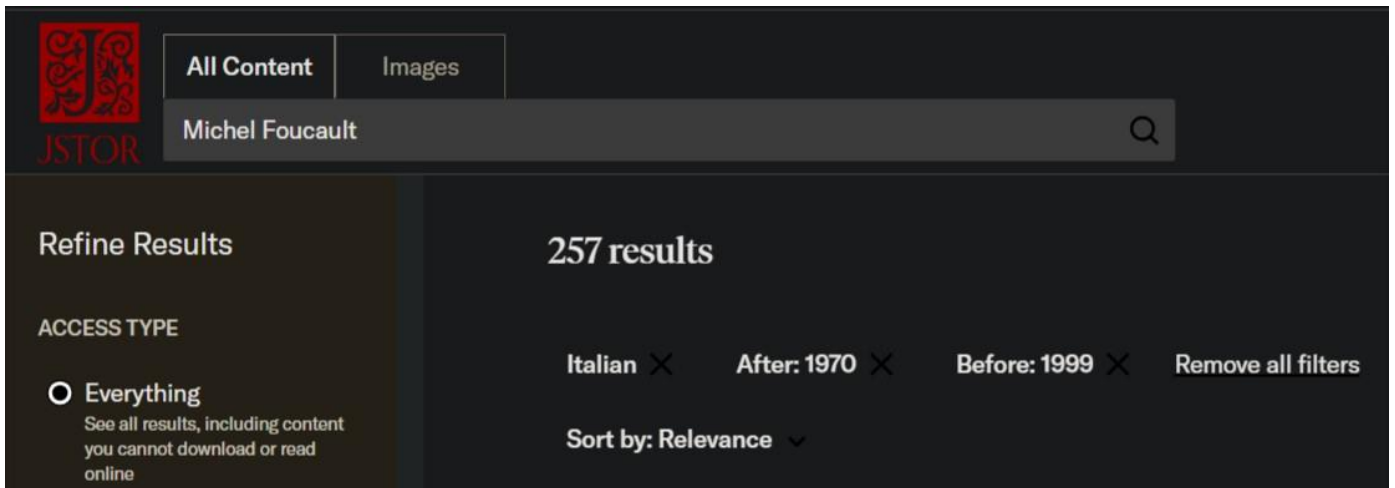 All Content Images
Michel Foucault
JSTOR
Refine Results
257 results
ACCESS TYPE
Italian After: 1970 Before: 1999 Remove all filters
Everything
See all results, including content
you cannot download or read
online
Sort by: Relevance